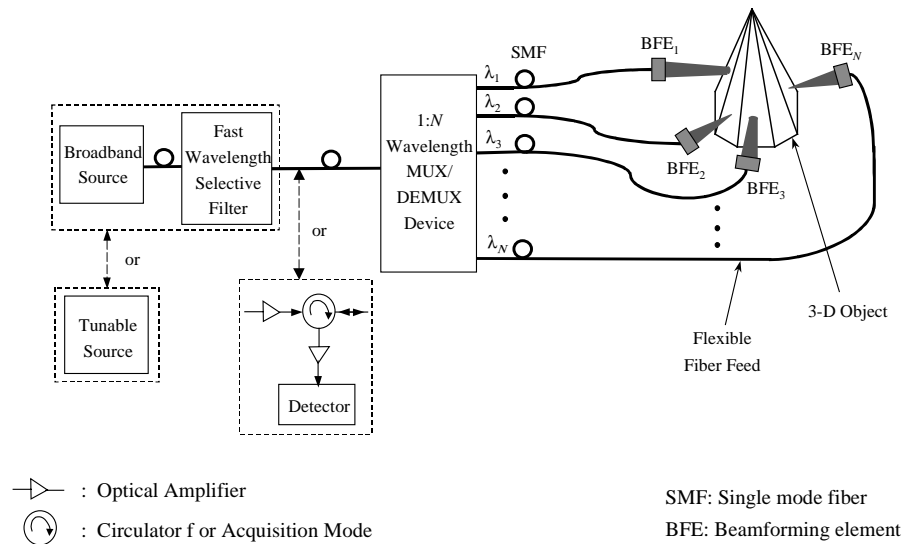 SMF
BFE1
BFEN
λ1
λ2
λ3
λN
1:N
Wavelength
MUX/
DEMUX
Device
Broadband
Source
Fast
Wavelength
Selective
Filter
BFE2
BFE3
or
or
Tunable
Source
Detector
Flexible
Fiber Feed
3-D Object
: Optical Amplifier
: Circulator f or Acquisition Mode
SMF: Single mode fiber
BFE: Beamforming element